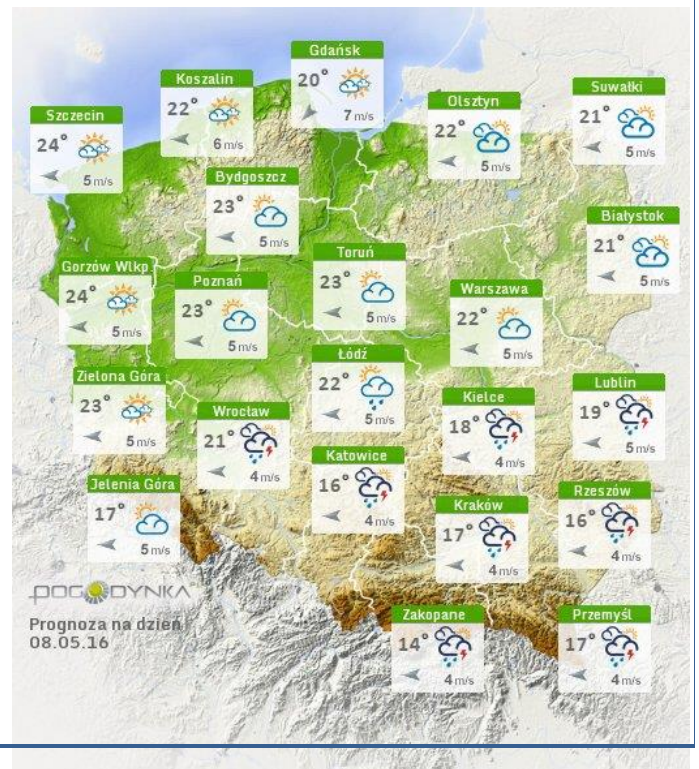 Gdańsk
20°
7 m/s
Koszalin
22°
6 m/s
Suwałki
21°
5 m/s
Olsztyn
22°
5 m/s
Szczecin
24°
5 m/s
Bydgoszcz
23°
5 m/s
Białystok
21°
5 m/s
Toruń
23°
5 m/s
Gorzów Wlkp
24°
5 m/s
Poznań
23°
5 m/s
Warszawa
22°
5 m/s
Łódź
22°
5 m/s
Zielona Góra
23°
5 m/s
Lublin
19°
5 m/s
Kielce
18°
4 m/s
Wrocław
21°
4 m/s
Katowice
16°
4 m/s
Jelenia Góra
17°
5 m/s
Rzeszów
16°
4 m/s
Kraków
17°
4 m/s
POGODYNKA
Prognoza na dzień
08.05.16
Zakopane
14°
4 m/s
Przemyśl
17°
4 m/s